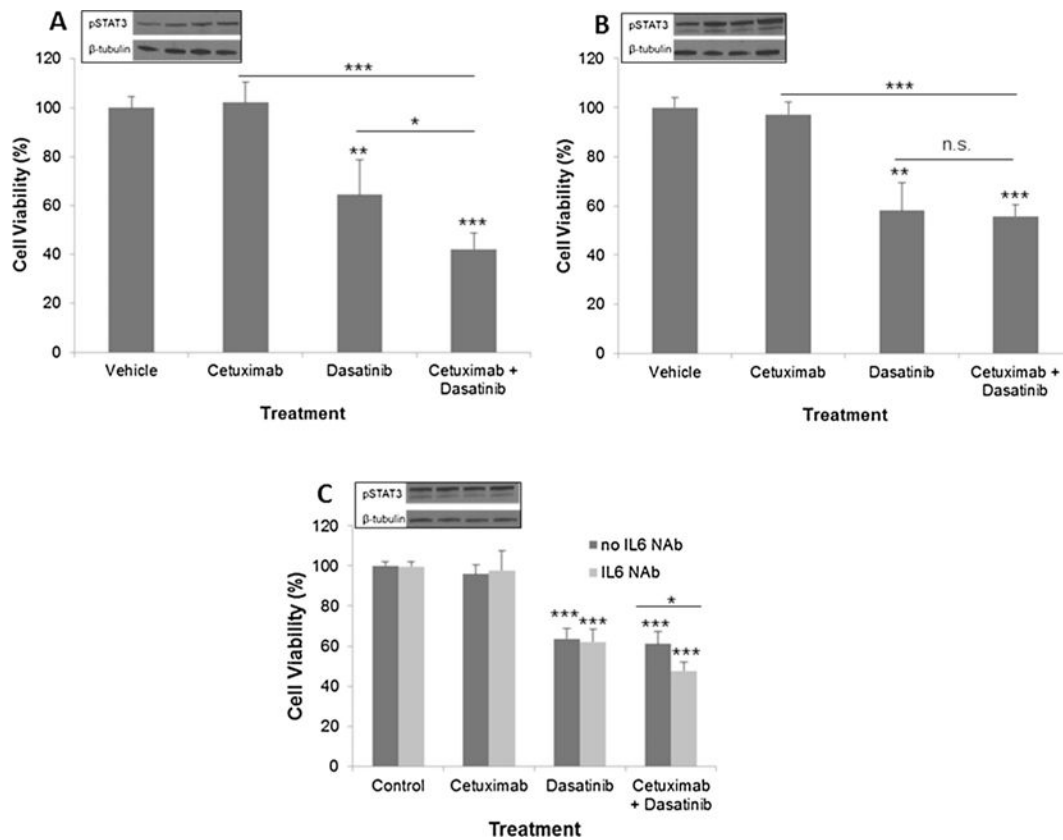 A
pSTAT3
β-tubulin
120
100
80
60
40
20
0
Cell Viability (%)
***
*
**
***
Vehicle
Cetuximab
Dasatinib
Cetuximab +
Dasatinib
Treatment
B
pSTAT3
β-tubulin
120
100
80
60
40
20
0
Cell Viability (%)
***
n.s.
**
***
Vehicle
Cetuximab
Dasatinib
Cetuximab +
Dasatinib
Treatment
C
pSTAT3
β-tubulin
120
100
80
60
40
20
0
Cell Viability (%)
no IL6 NAb
IL6 NAb
*
*** ***
***
***
Control
Cetuximab
Dasatinib
Cetuximab
+ Dasatinib
Treatment